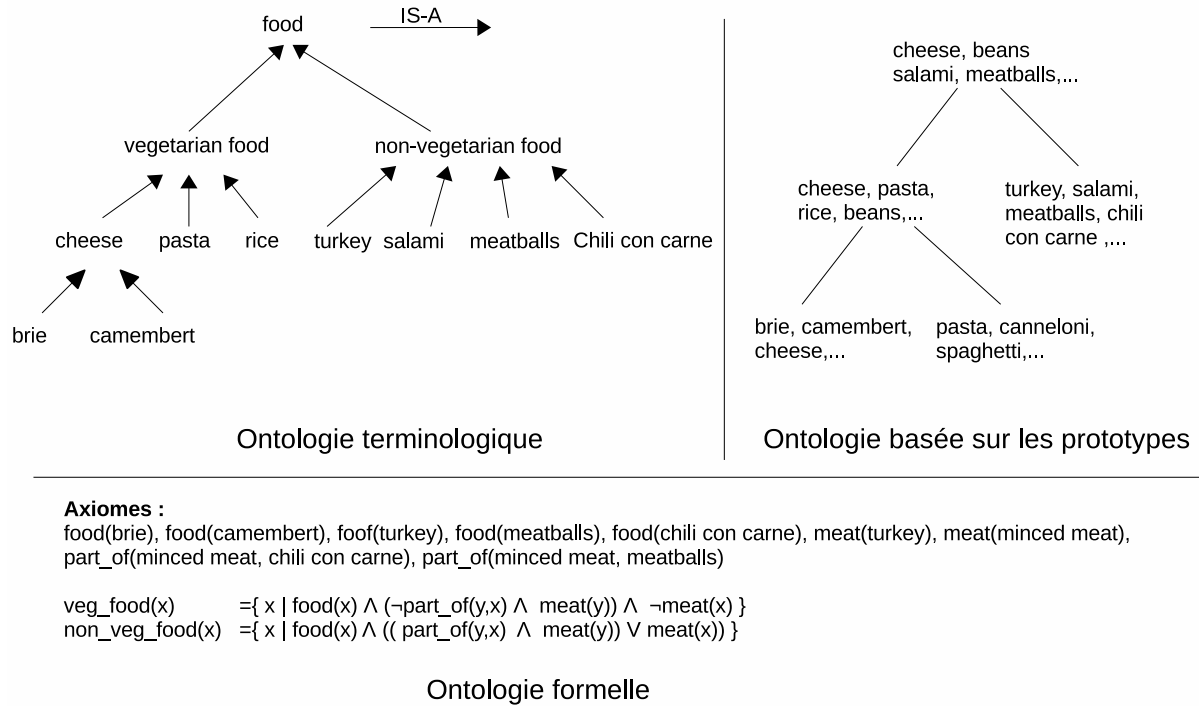 food
IS-A
vegetarian food
non-vegetarian food
cheese
pasta
rice
turkey
salami
meatballs
Chili con carne
brie
camembert
Ontologie terminologique
cheese, beans
salami, meatballs,...
cheese, pasta,
rice, beans,...
turkey, salami,
meatballs, chili
con carne ,...
brie, camembert,
cheese,...
pasta, canneloni,
spaghetti,...
Ontologie basée sur les prototypes
Axiomes :
food(brie), food(camembert), foof(turkey), food(meatballs), food(chili con carne), meat(turkey), meat(minced meat),
part_of(minced meat, chili con carne), part_of(minced meat, meatballs)
veg_food(x) ={ x | food(x) Λ (¬part_of(y,x) Λ meat(y)) Λ ¬meat(x) }
non_veg_food(x) ={ x | food(x) Λ (( part_of(y,x) Λ meat(y)) V meat(x)) }
Ontologie formelle